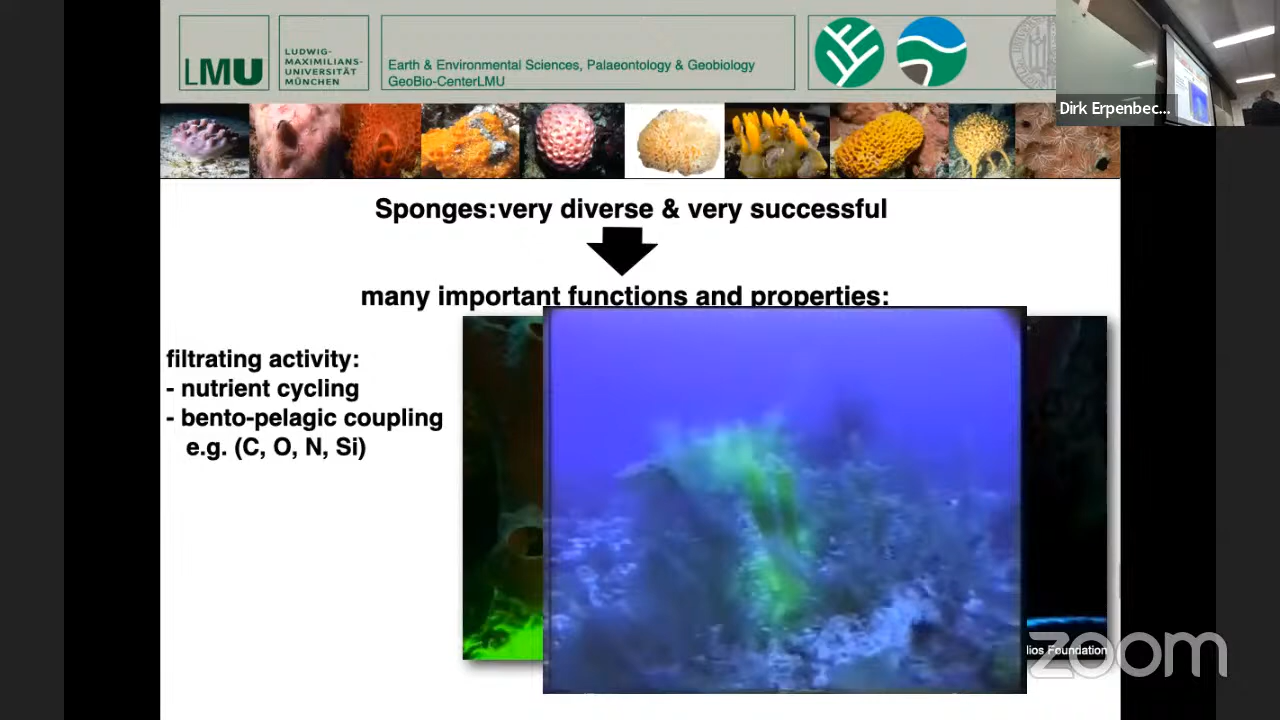 LMU
LUDWIG-
MAXIMILIANS-
UNIVERSITÄT
MÜNCHEN
Earth & Environmental Sciences, Palaeontology & Geobiology
GeoBio-CenterLMU
Dirk Erpenbec...
Sponges:very diverse & very successful
many important functions and properties:
filtrating activity:
- nutrient cycling
- bento-pelagic coupling
e.g. (C, O, N, Si)
Foundation
zoom